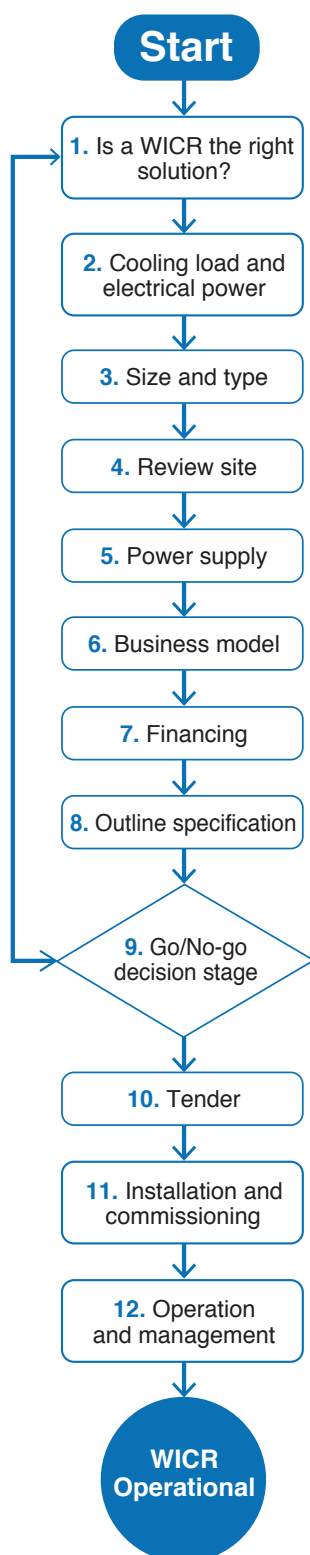 Start
1. Is a WICR the right
solution?
2. Cooling load and
electrical power
3. Size and type
4. Review site
5. Power supply
6. Business model
7. Financing
8. Outline specification
9. Go/No-go
decision stage
10. Tender
11. Installation and
commissioning
12. Operation
and management
WICR
Operational